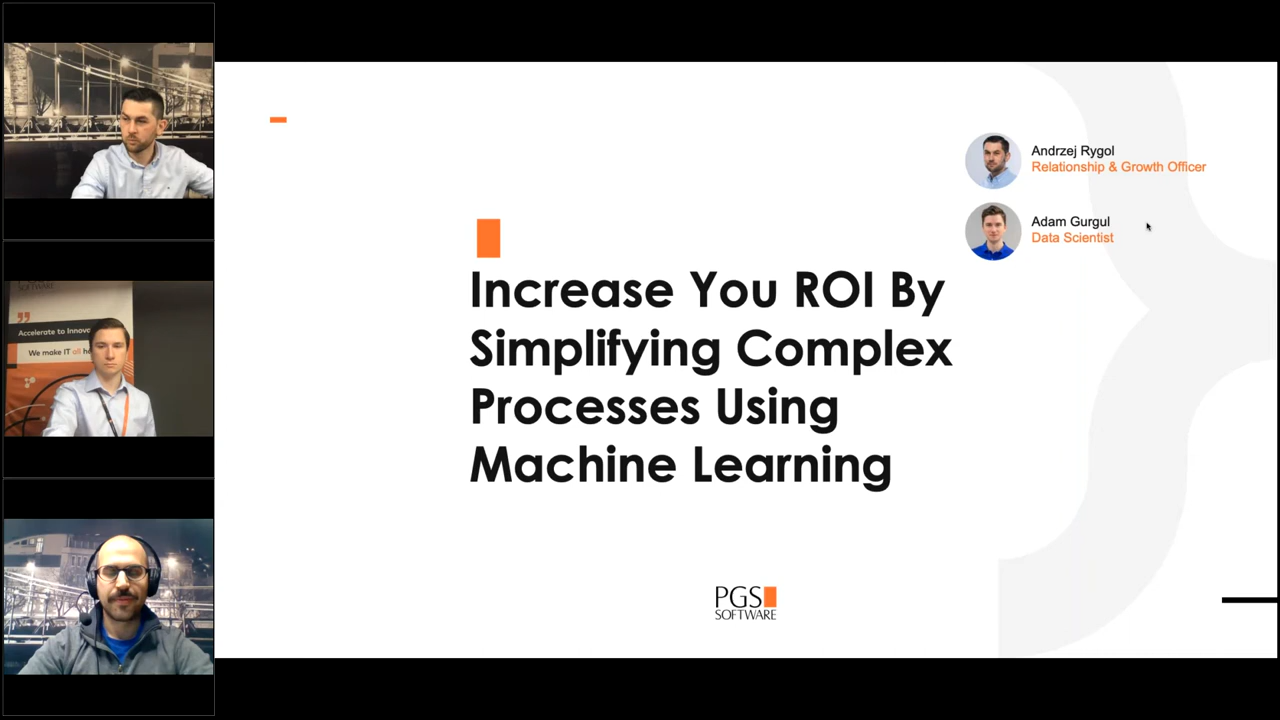 Accelerate to Innova
We make IT all he
Andrzej Rygol
Relationship & Growth Officer
Adam Gurgul
Data Scientist
Increase You ROI By
Simplifying Complex
Processes Using
Machine Learning
PGS
SOFTWARE